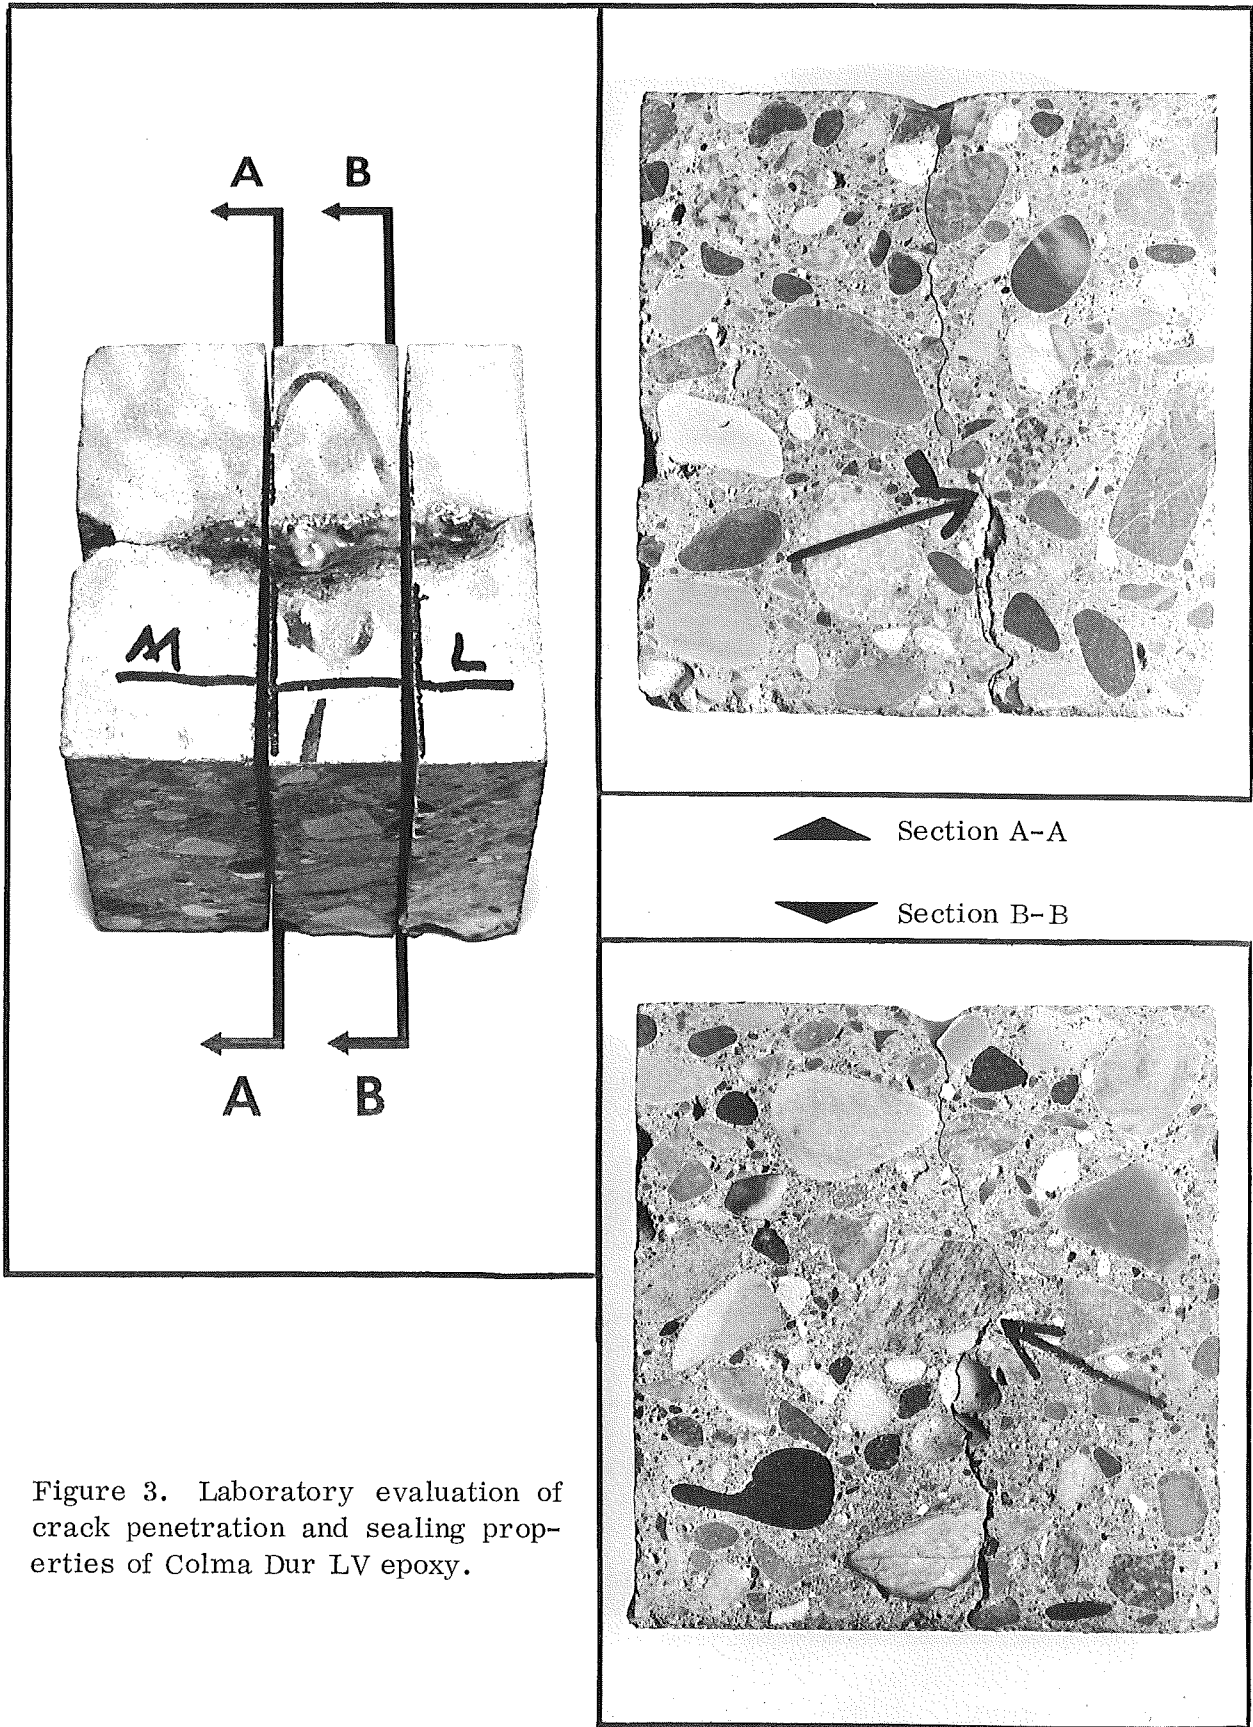 A B
M L
A B
Section A-A
Section B-B
Figure 3. Laboratory evaluation of
crack penetration and sealing prop-
erties of Colma Dur LV epoxy.